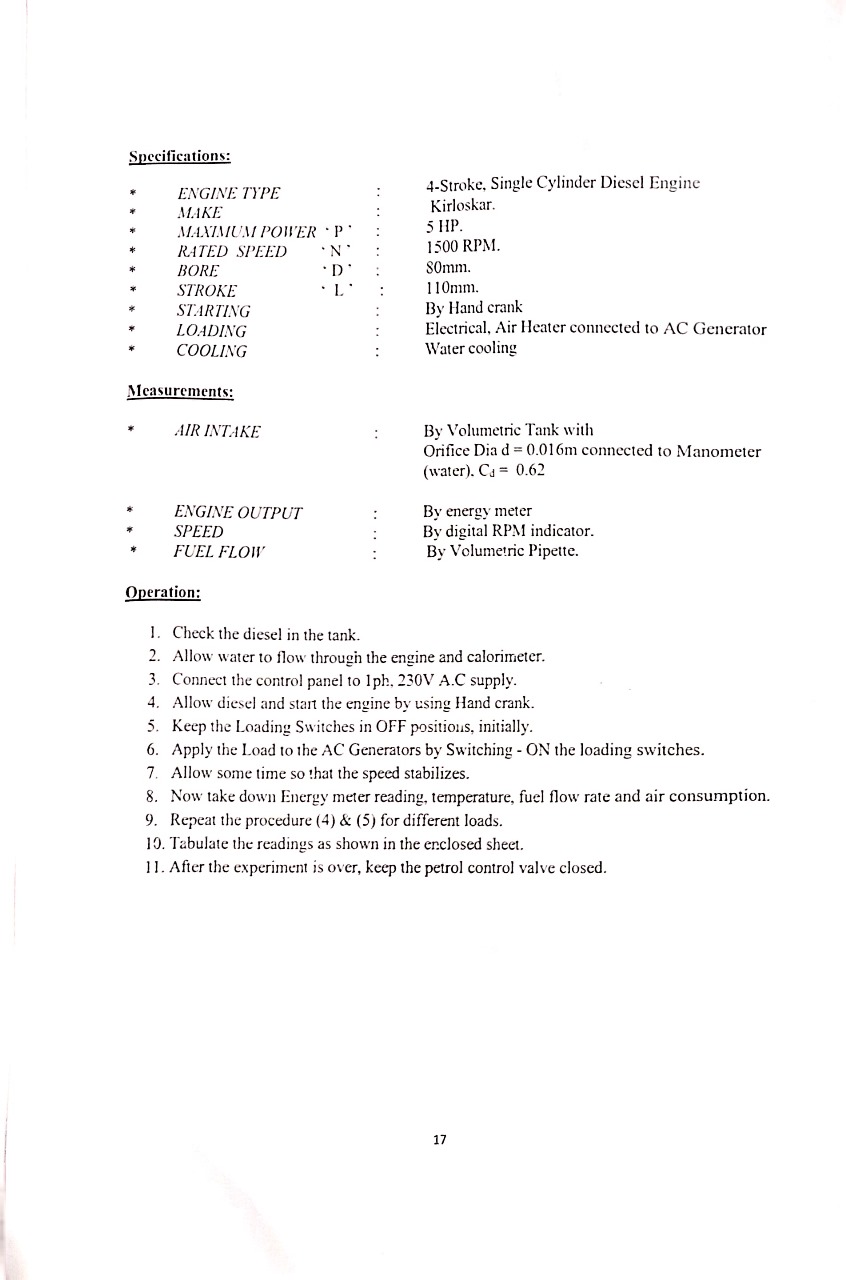 Specifications:
* ENGINE TYPE : 4-Stroke, Single Cylinder Diesel Engine
* MAKE : Kirloskar.
* MAXIMUM POWER ‘P’ : 5 HP.
* RATED SPEED ‘N’ : 1500 RPM.
* BORE ‘D’ : 80mm.
* STROKE ‘L’ : 110mm.
* STARTING : By Hand crank
* LOADING : Electrical, Air Heater connected to AC Generator
* COOLING : Water cooling
Measurements:
* AIR INTAKE : By Volumetric Tank with
Orifice Dia d = 0.016m connected to Manometer
(water). Cd = 0.62
* ENGINE OUTPUT : By energy meter
* SPEED : By digital RPM indicator.
* FUEL FLOW : By Volumetric Pipette.
Operation:
1. Check the diesel in the tank.
2. Allow water to flow through the engine and calorimeter.
3. Connect the control panel to 1ph, 230V A.C supply.
4. Allow diesel and start the engine by using Hand crank.
5. Keep the Loading Switches in OFF positions, initially.
6. Apply the Load to the AC Generators by Switching - ON the loading switches.
7. Allow some time so that the speed stabilizes.
8. Now take down Energy meter reading, temperature, fuel flow rate and air consumption.
9. Repeat the procedure (4) & (5) for different loads.
10. Tabulate the readings as shown in the enclosed sheet.
11. After the experiment is over, keep the petrol control valve closed.
17